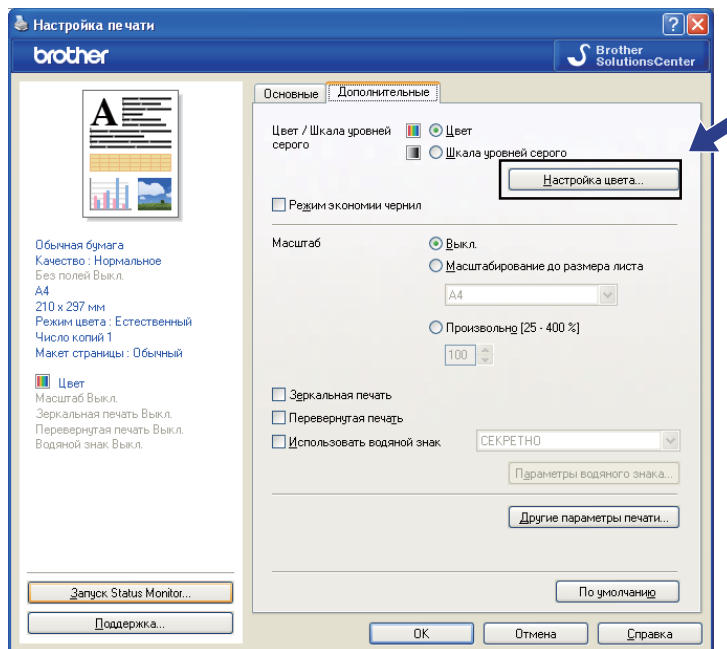 Настройка печати
brother
Brother
SolutionsCenter
A
Обычная бумага
Качество : Нормальное
Без полей Выкл.
A4
210 x 297 мм
Режим цвета : Естественный
Число копий 1
Макет страницы : Обычный
Цвет
Масштаб Выкл.
Зеркальная печать Выкл.
Перевернутая печать Выкл.
Водяной знак Выкл.
Запуск Status Monitor...
Поддержка...
Основные
Дополнительные
Цвет / Шкала уровней
серого
Цвет
Шкала уровней серого
Настройка цвета...
Режим экономии чернил
Масштаб
Выкл.
Масштабирование до размера листа
A4
Произвольно [25 - 400 %]
100
Зеркальная печать
Перевернутая печать
Использовать водяной знак
СЕКРЕТНО
Параметры водяного знака...
Другие параметры печати...
По умолчанию
OK
Отмена
Справка